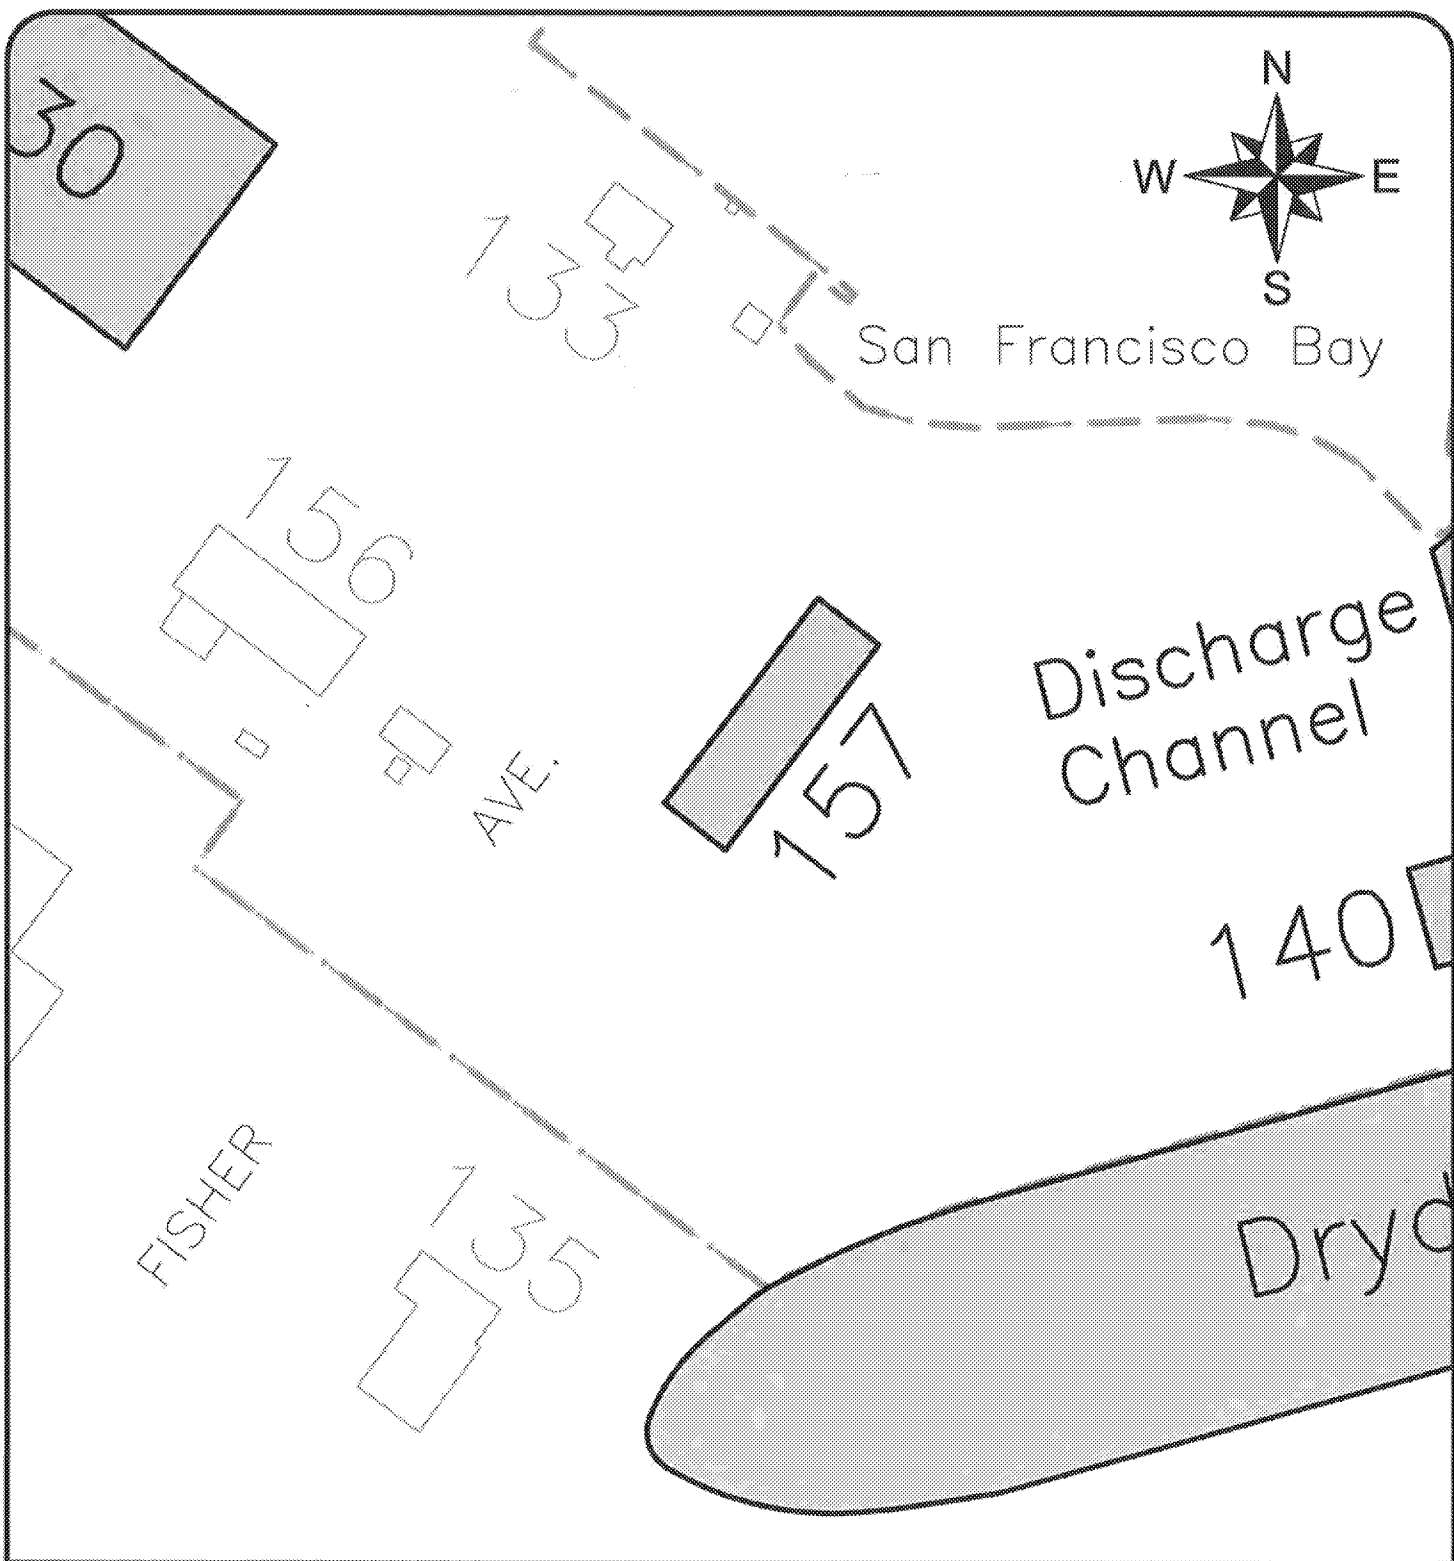 30
N
W E
S
133
San Francisco Bay
156
Discharge
Channel
157
AVE.
140
FISHER
135
Dryd